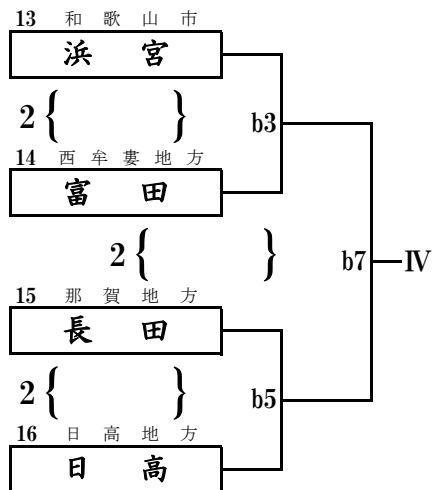 13 和歌山市
浜宮
2 { } b3
14 西牟婁地方
富田
2 { } b7 Ⅳ
15 那賀地方
長田
2 { } b5
16 日高地方
日高